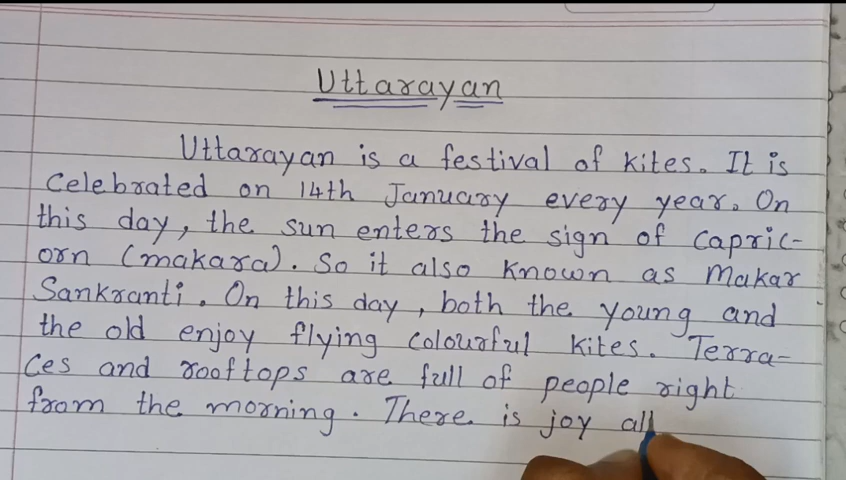 Uttarayan
Uttarayan is a festival of kites. It is
celebrated on 14th January every year. On
this day, the sun enters the sign of capric-
orn (makara). So it also known as Makar
Sankranti. On this day, both the young and
the old enjoy flying colourful kites. Terra-
ces and rooftops are full of people right
from the morning. There is joy all